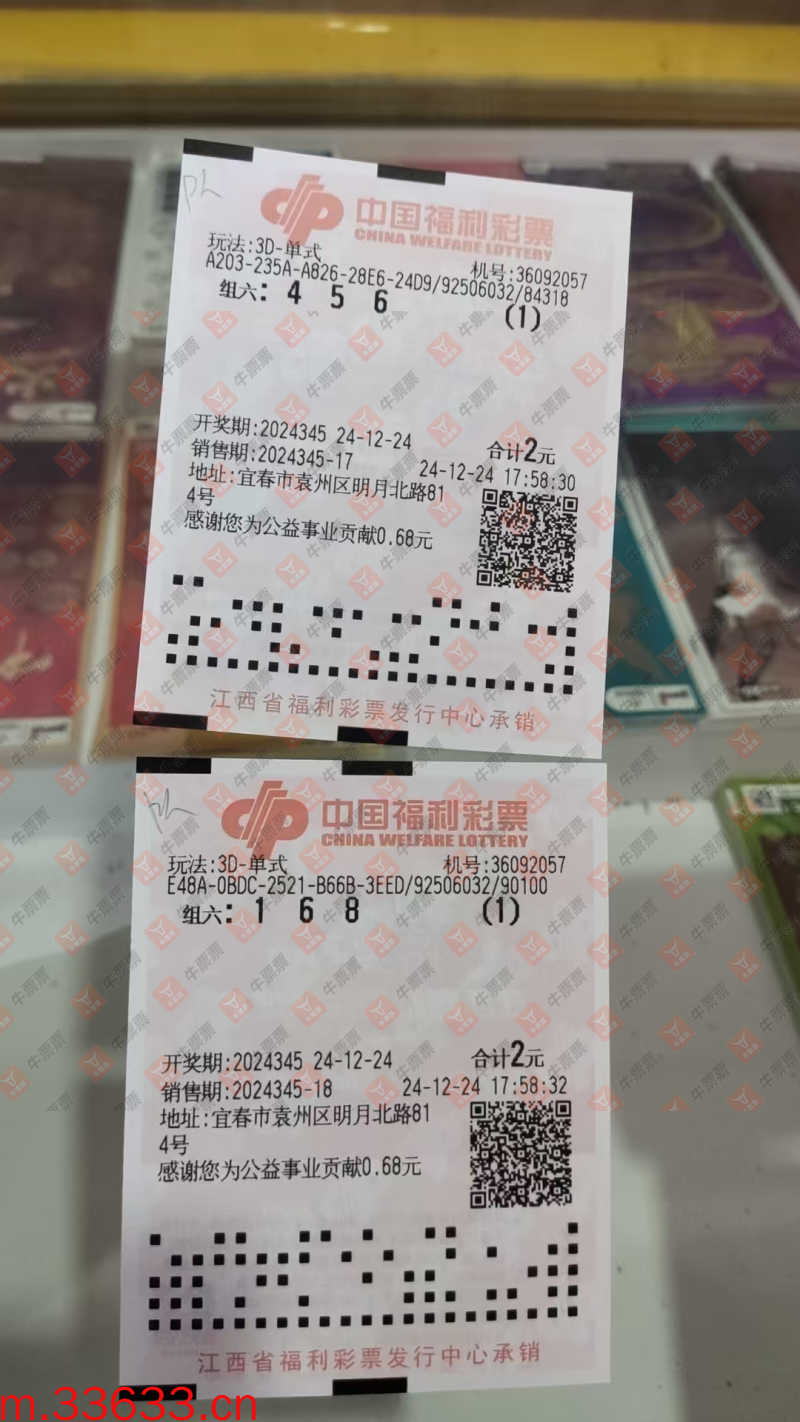 中国福利彩票
CHINA WELFARE LOTTERY
玩法:3D-单式 机号:36092057
A203-235A-A826-28E6-24D9/92506032/84318
组六: 4 5 6 (1)
开奖期:2024345 24-12-24 合计2元
销售期:2024345-17 24-12-24 17:58:30
地址:宜春市袁州区明月北路81
4号
感谢您为公益事业贡献0.68元
江西省福利彩票发行中心承销
中国福利彩票
CHINA WELFARE LOTTERY
玩法:3D-单式 机号:36092057
E48A-0BDC-2521-B66B-3EED/92506032/90100
组六: 1 6 8 (1)
开奖期:2024345 24-12-24 合计2元
销售期:2024345-18 24-12-24 17:58:32
地址:宜春市袁州区明月北路81
4号
感谢您为公益事业贡献0.68元
江西省福利彩票发行中心承销
牛票票
m.33633.cn